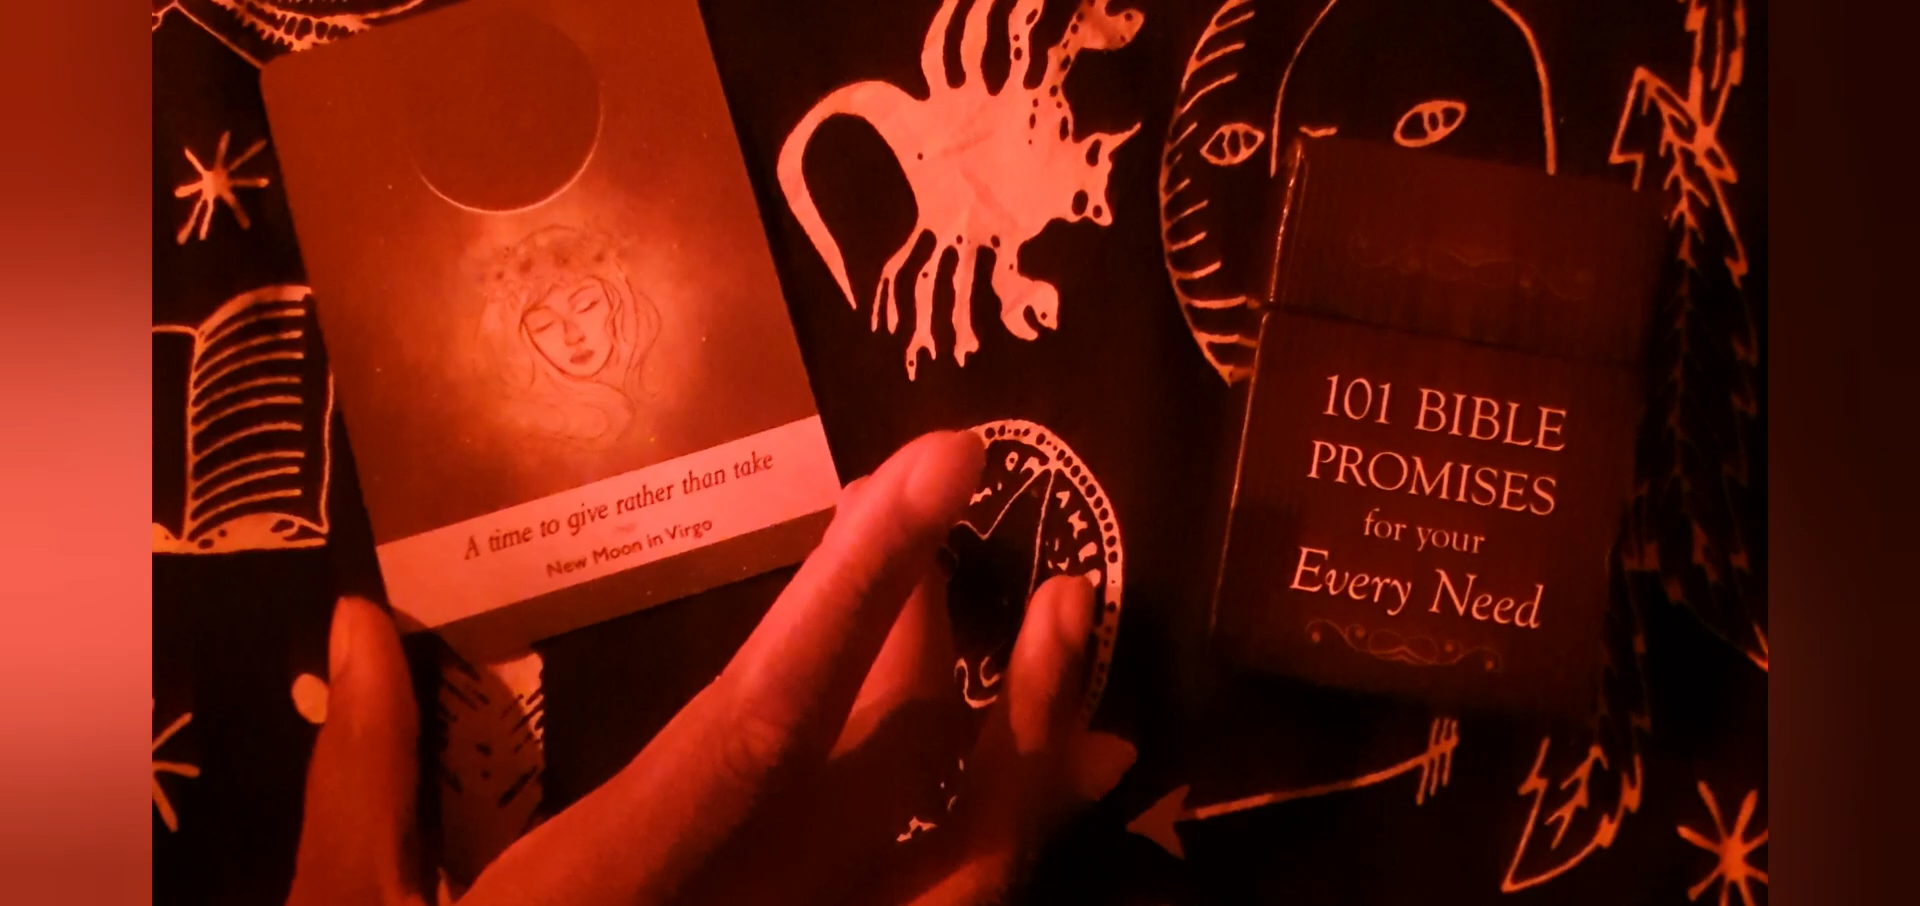 A time to give rather than take
New Moon in Virgo
101 BIBLE
PROMISES
for your
Every Need